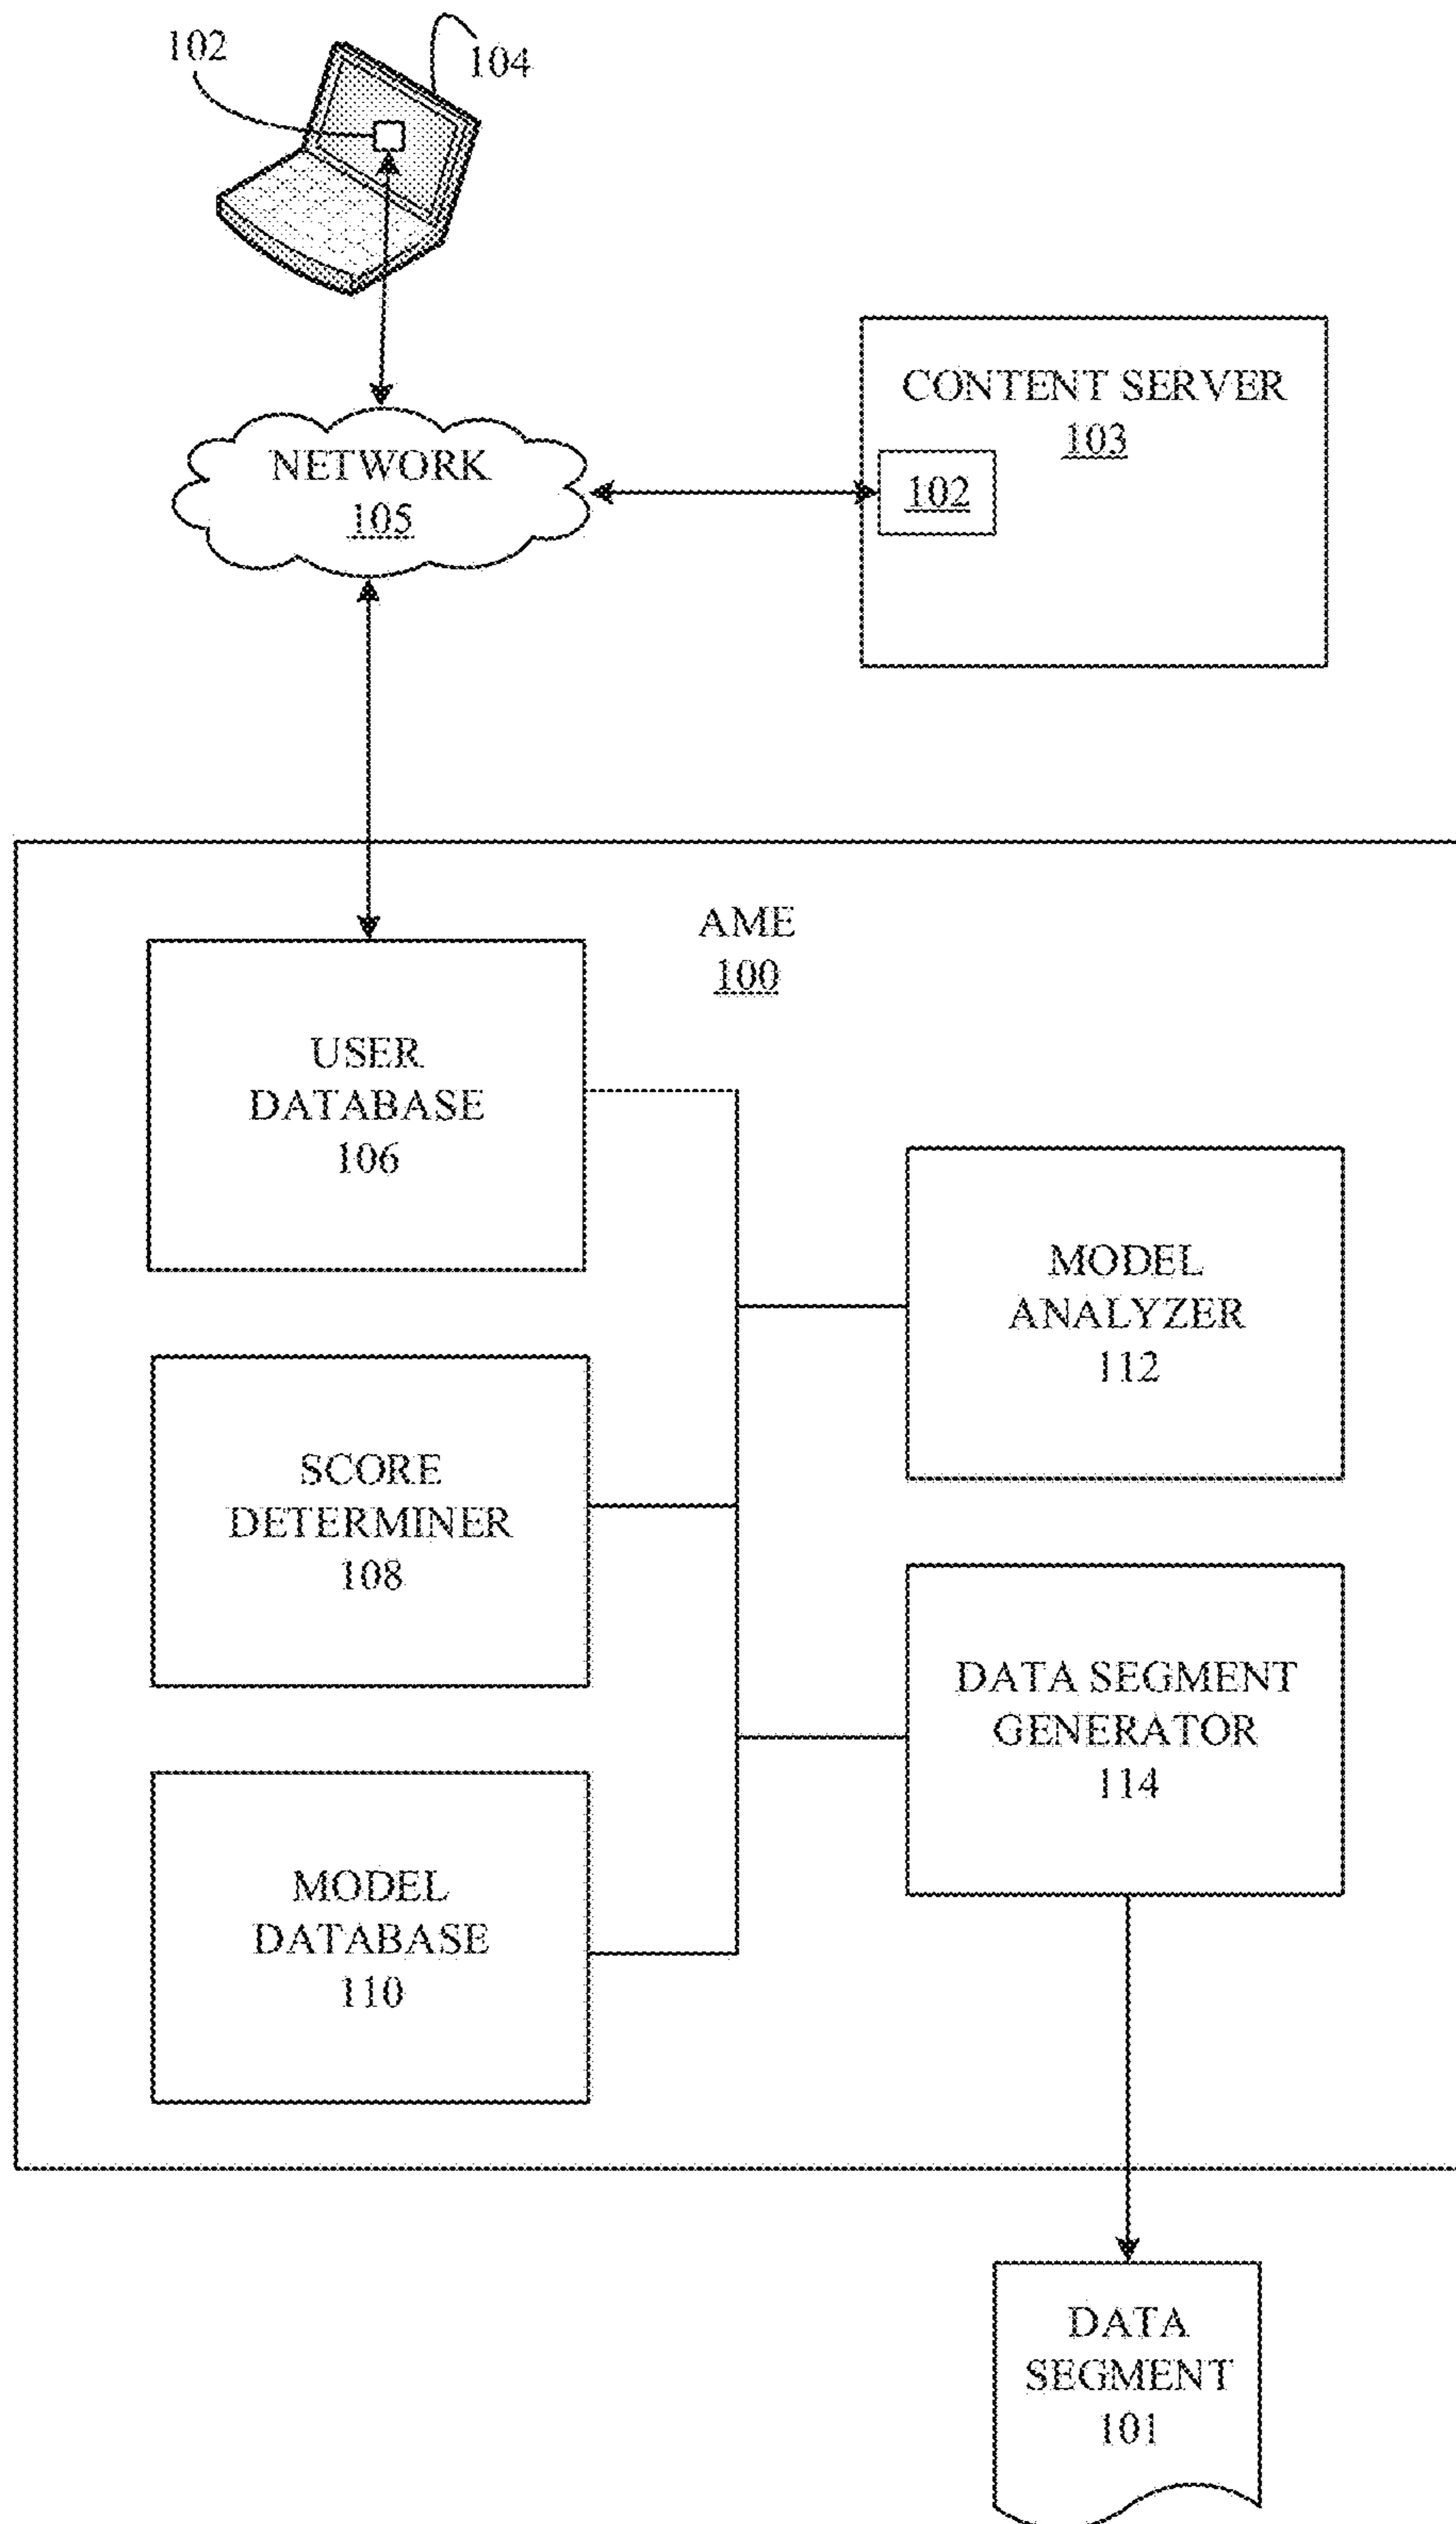 102
104
CONTENT SERVER
103
102
NETWORK
105
AME
100
USER
DATABASE
106
MODEL
ANALYZER
112
SCORE
DETERMINER
108
DATA SEGMENT
GENERATOR
114
MODEL
DATABASE
110
DATA
SEGMENT
101